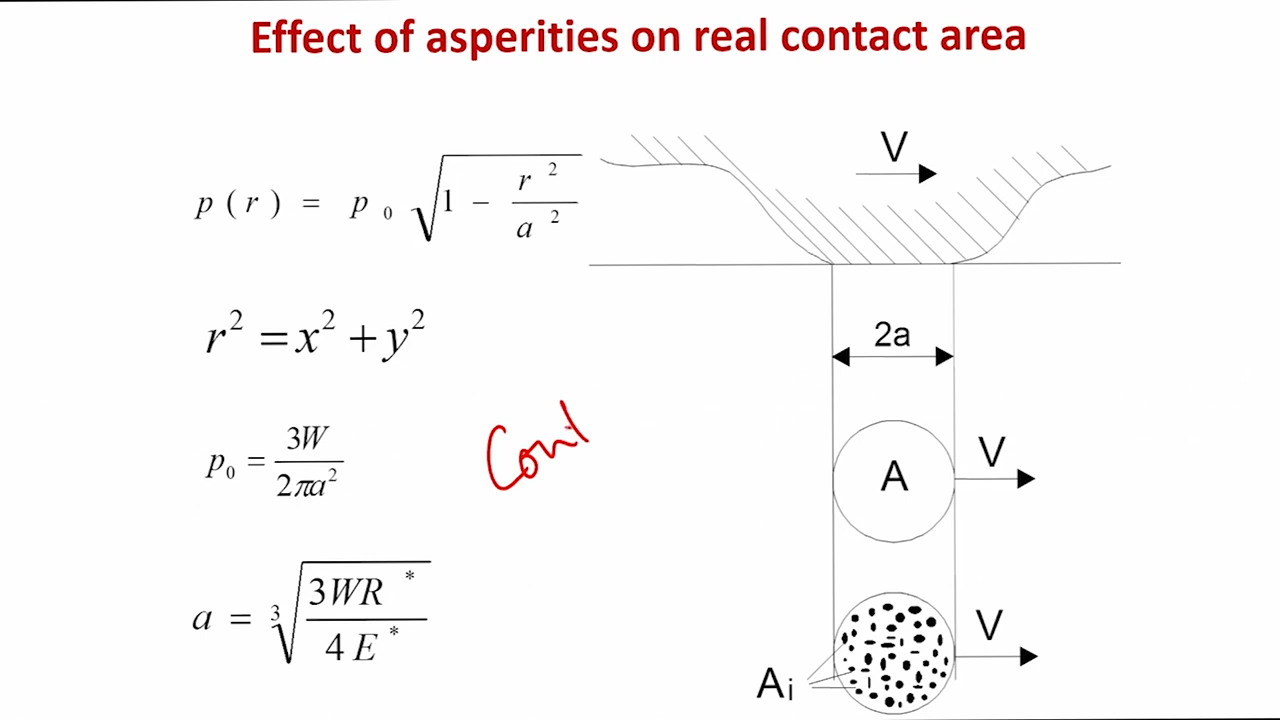 Effect of asperities on real contact area
p(r) = p₀ √(1 − r²/a²)
r² = x² + y²
p₀ = 3W/2πa²
a = ∛(3WR*/4E*)
Cont
V
2a
A
V
V
Ai